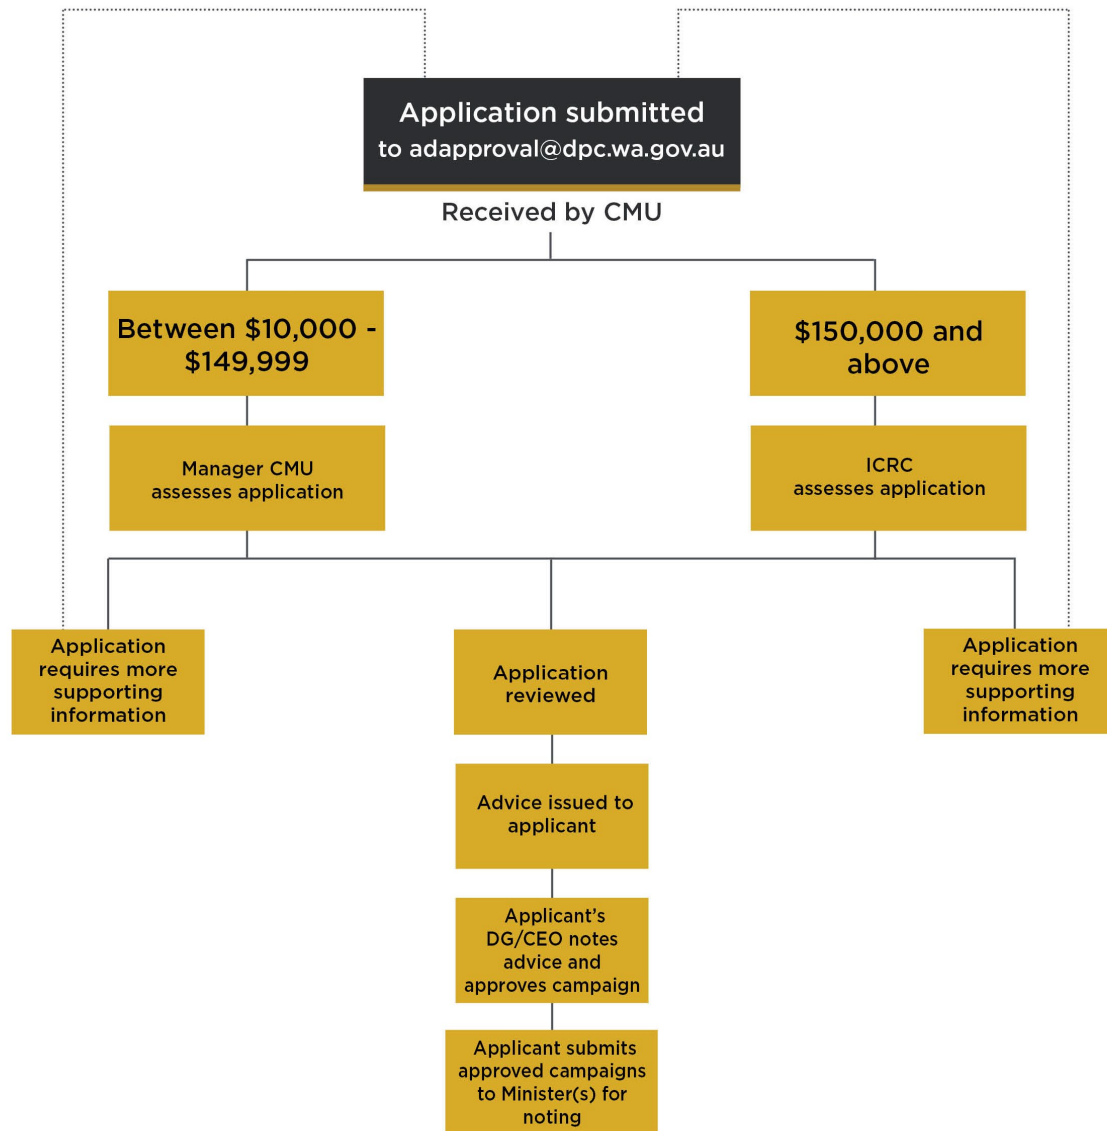 Application submitted
to adapproval@dpc.wa.gov.au
Received by CMU
Between $10,000 -
$149,999
$150,000 and
above
Manager CMU
assesses application
ICRC
assesses application
Application
requires more
supporting
information
Application
reviewed
Application
requires more
supporting
information
Advice issued to
applicant
Applicant’s
DG/CEO notes
advice and
approves campaign
Applicant submits
approved campaigns
to Minister(s) for
noting